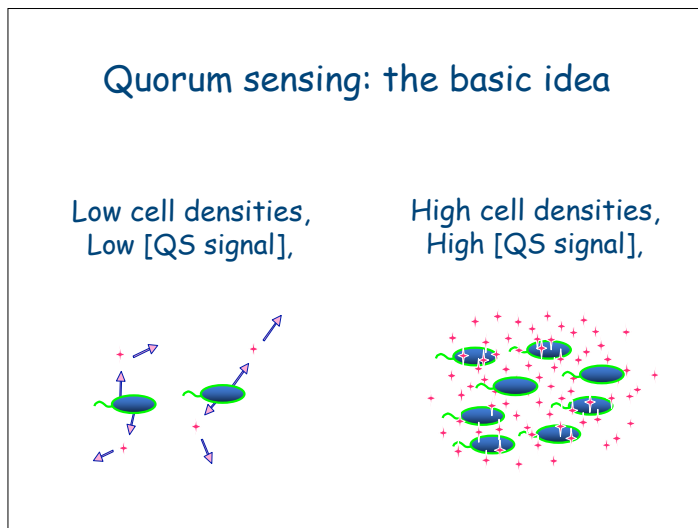 Quorum sensing: the basic idea
Low cell densities,
Low [QS signal],
High cell densities,
High [QS signal],